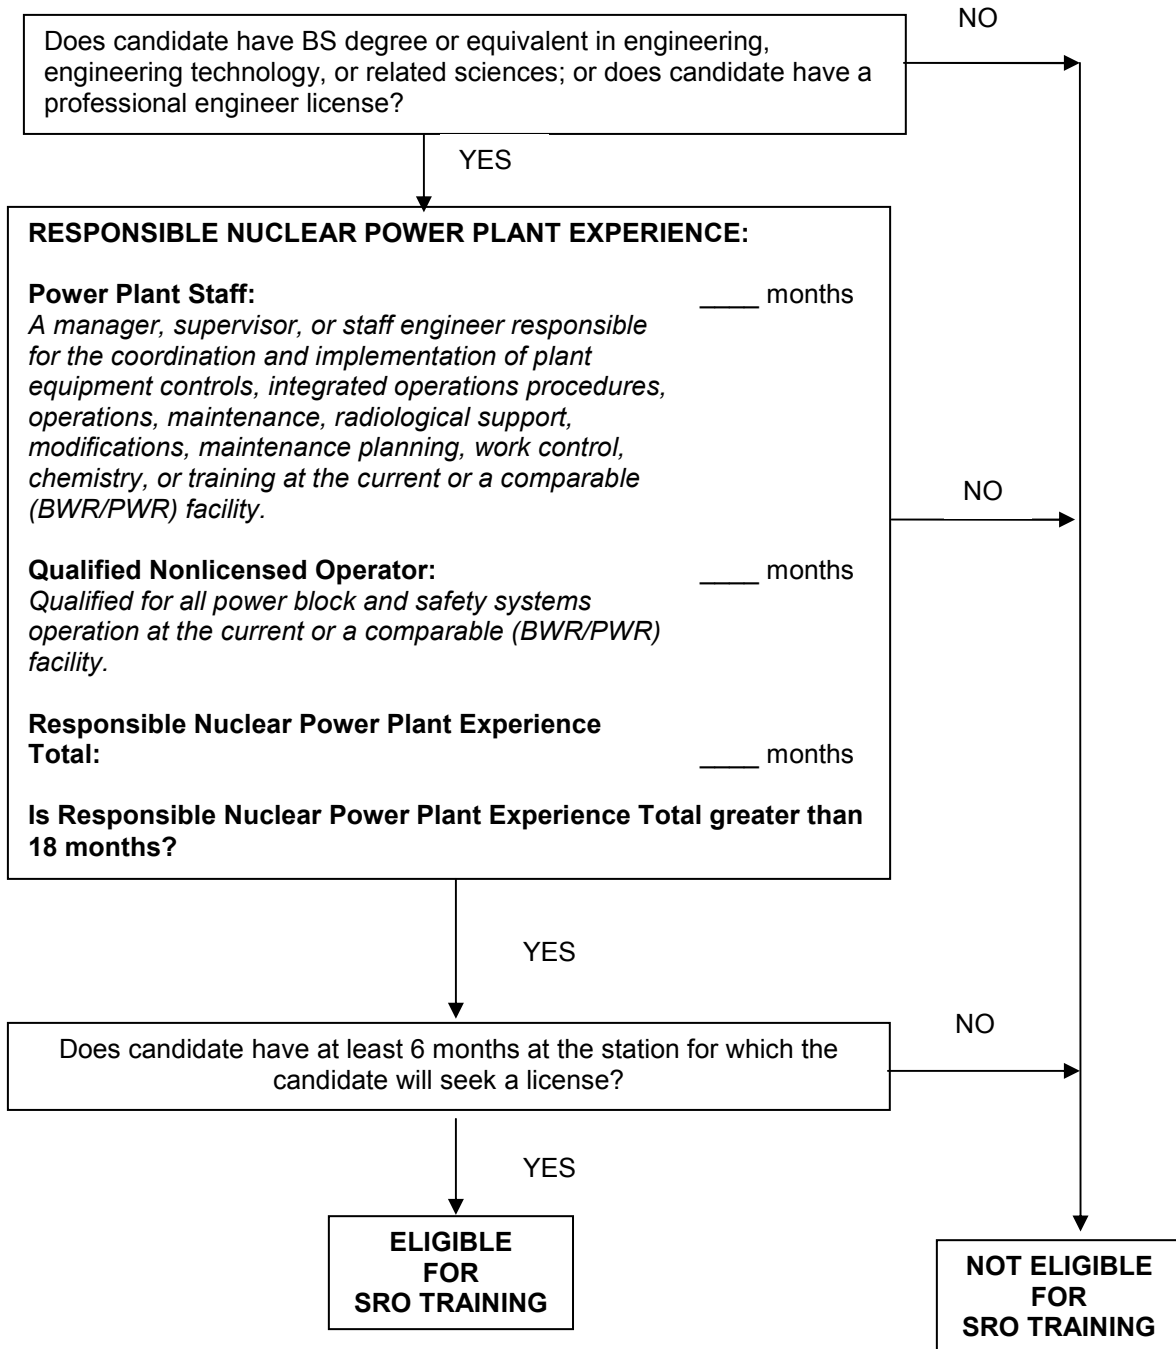 NO
Does candidate have BS degree or equivalent in engineering,
engineering technology, or related sciences; or does candidate have a
professional engineer license?
YES
RESPONSIBLE NUCLEAR POWER PLANT EXPERIENCE:
Power Plant Staff: ____ months
A manager, supervisor, or staff engineer responsible
for the coordination and implementation of plant
equipment controls, integrated operations procedures,
operations, maintenance, radiological support,
modifications, maintenance planning, work control,
chemistry, or training at the current or a comparable
(BWR/PWR) facility.
NO
Qualified Nonlicensed Operator: ____ months
Qualified for all power block and safety systems
operation at the current or a comparable (BWR/PWR)
facility.
Responsible Nuclear Power Plant Experience
Total: ____ months
Is Responsible Nuclear Power Plant Experience Total greater than
18 months?
YES
NO
Does candidate have at least 6 months at the station for which the
candidate will seek a license?
YES
ELIGIBLE
FOR
SRO TRAINING
NOT ELIGIBLE
FOR
SRO TRAINING